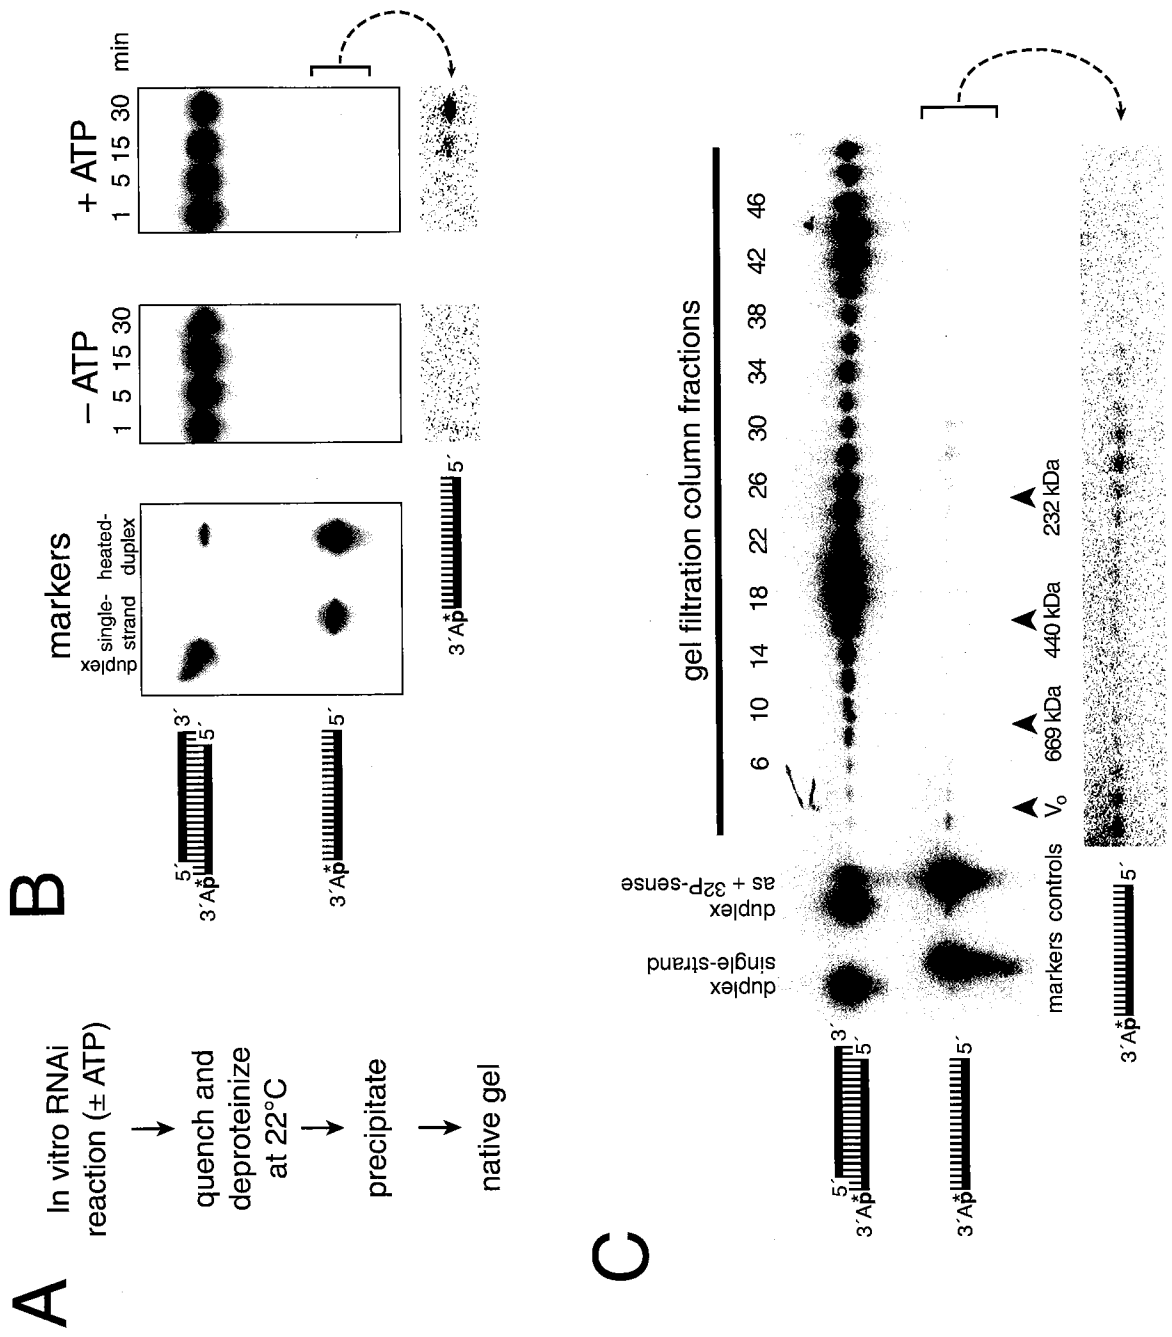 A
In vitro RNAi
reaction (± ATP)
quench and
deproteinize
at 22°C
precipitate
native gel
B
markers
duplex
single-
strand
heated-
duplex
– ATP
1 5 15 30
+ ATP
1 5 15 30 min
5´ 3´
3´Ap* 5´
3´Ap* 5´
3´Ap* 5´
C
gel filtration column fractions
duplex
single-strand
duplex
as + 32P-sense
6 10 14 18 22 26 30 34 38 42 46
5´ 3´
3´Ap* 5´
3´Ap* 5´
markers controls
Vo 669 kDa 440 kDa 232 kDa
3´Ap* 5´